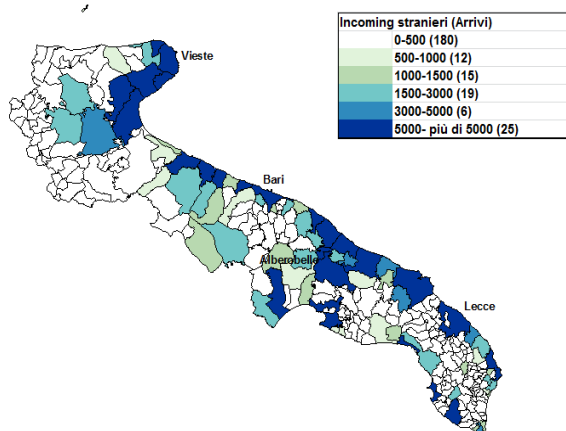 Incoming stranieri (Arrivi)
0-500 (180)
500-1000 (12)
1000-1500 (15)
1500-3000 (19)
3000-5000 (6)
5000- più di 5000 (25)
Vieste
Bari
Alberobello
Lecce